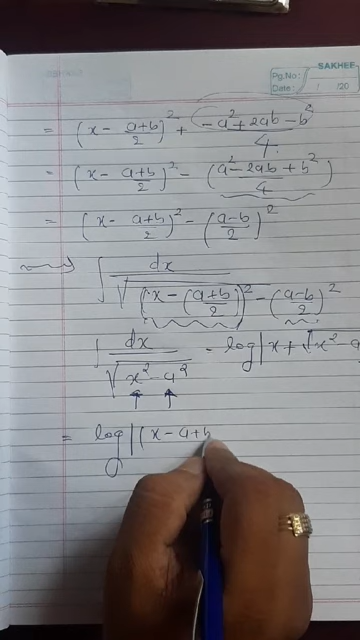 SAKHEE
Pg.No:
Date: / /20
= (x - a+b/2)² + -a²+2ab-b²/4
= (x - a+b/2)² - (a²-2ab+b²/4)
= (x - a+b/2)² - (a-b/2)²
∫ dx/√(x-(a+b/2))² - (a-b/2)²
∫ dx/√x²-a² = log|x+√x²-a
= log|(x-a+b